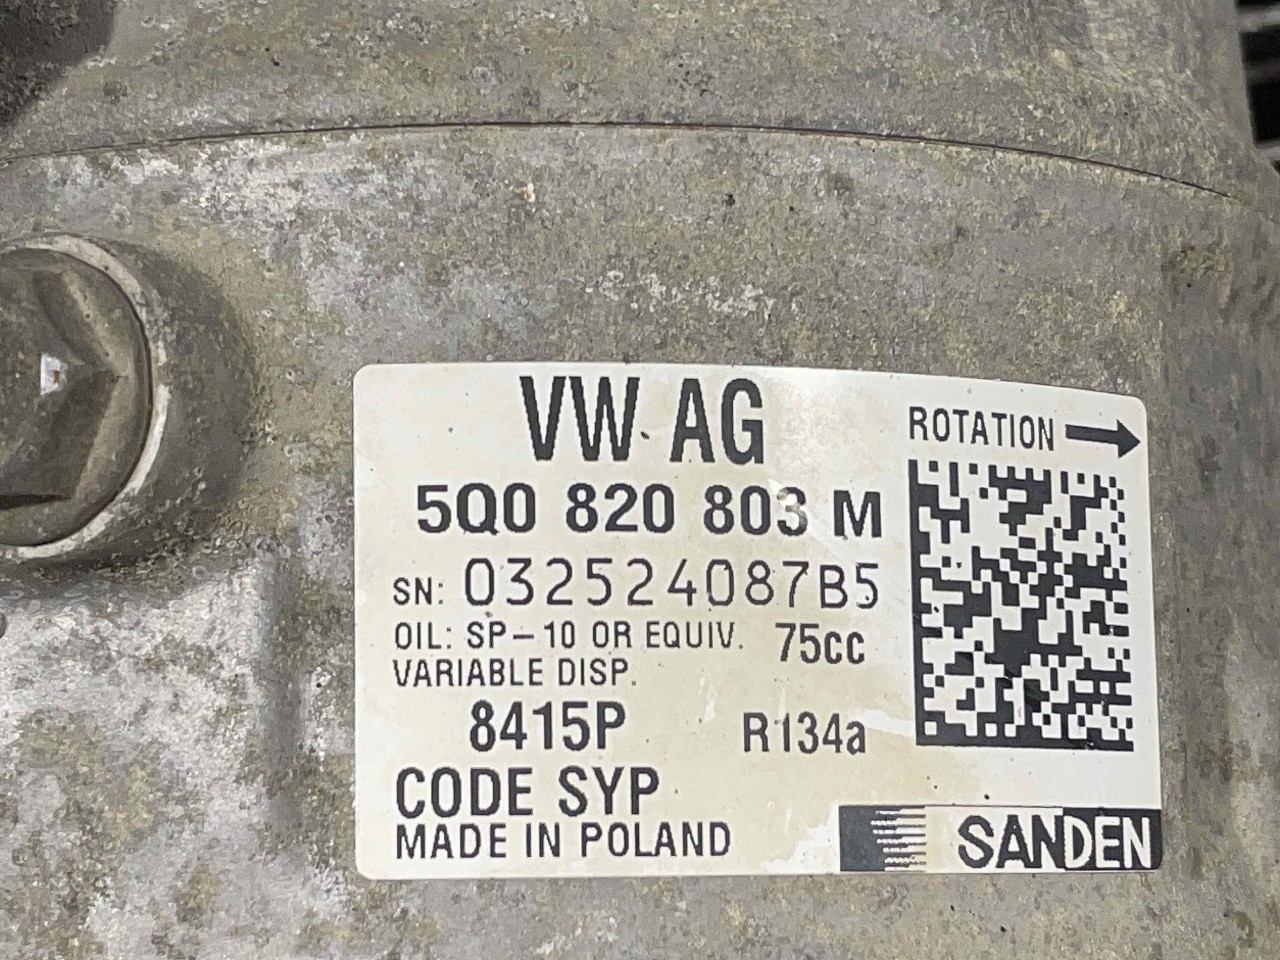 VW AG
ROTATION
5Q0 820 803 M
SN: 032524087B5
OIL: SP-10 OR EQUIV. 75cc
VARIABLE DISP.
8415P R134a
CODE SYP
MADE IN POLAND
SANDEN